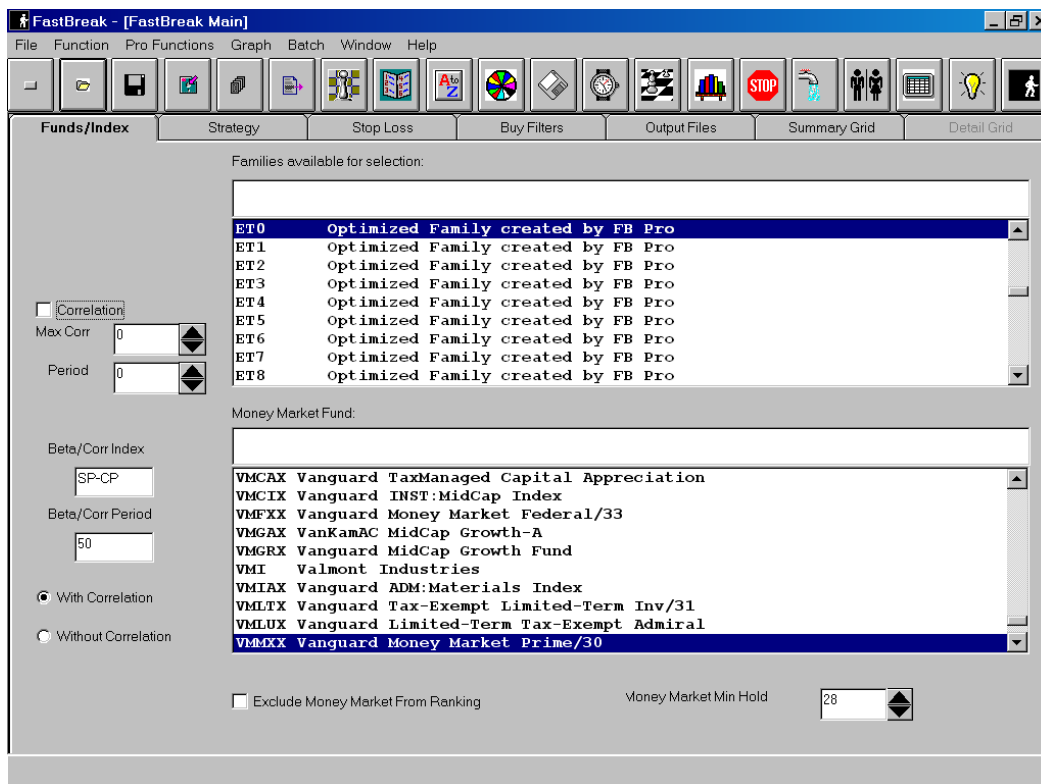 FastBreak - [FastBreak Main]
File Function Pro Functions Graph Batch Window Help
A to Z
STOP
Funds/Index Strategy Stop Loss Buy Filters Output Files Summary Grid Detail Grid
Families available for selection:
ET0 Optimized Family created by FB Pro
ET1 Optimized Family created by FB Pro
ET2 Optimized Family created by FB Pro
ET3 Optimized Family created by FB Pro
ET4 Optimized Family created by FB Pro
ET5 Optimized Family created by FB Pro
ET6 Optimized Family created by FB Pro
ET7 Optimized Family created by FB Pro
ET8 Optimized Family created by FB Pro
Correlation
Max Corr 0
Period 0
Money Market Fund:
Beta/Corr Index
SP-CP
Beta/Corr Period
50
With Correlation
Without Correlation
VMCAX Vanguard TaxManaged Capital Appreciation
VMCIX Vanguard INST:MidCap Index
VMFXX Vanguard Money Market Federal/33
VMGAX VanKamAC MidCap Growth-A
VMGRX Vanguard MidCap Growth Fund
VMI Valmont Industries
VMIAX Vanguard ADM:Materials Index
VMLTX Vanguard Tax-Exempt Limited-Term Inv/31
VMLUX Vanguard Limited-Term Tax-Exempt Admiral
VMMXX Vanguard Money Market Prime/30
Exclude Money Market From Ranking
Money Market Min Hold 28